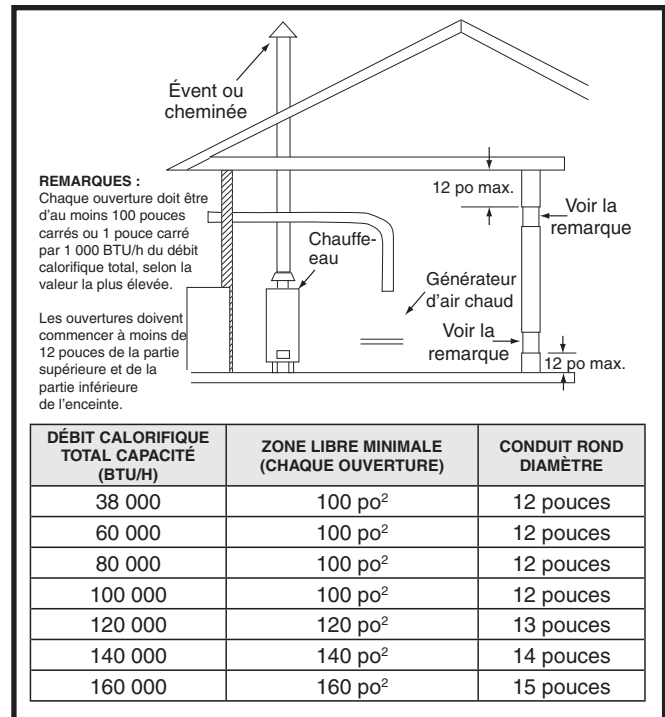 Évent ou
cheminée
REMARQUES :
Chaque ouverture doit être
d'au moins 100 pouces
carrés ou 1 pouce carré
par 1 000 BTU/h du débit
calorifique total, selon la
valeur la plus élevée.
Les ouvertures doivent
commencer à moins de
12 pouces de la partie
supérieure et de la
partie inférieure
de l'enceinte.
Chauffe-
eau
12 po max.
Voir la
remarque
Générateur
d'air chaud
Voir la
remarque
12 po max.
DÉBIT CALORIFIQUE
TOTAL CAPACITÉ
(BTU/H)
ZONE LIBRE MINIMALE
(CHAQUE OUVERTURE)
CONDUIT ROND
DIAMÈTRE
38 000 100 po² 12 pouces
60 000 100 po² 12 pouces
80 000 100 po² 12 pouces
100 000 100 po² 12 pouces
120 000 120 po² 13 pouces
140 000 140 po² 14 pouces
160 000 160 po² 15 pouces